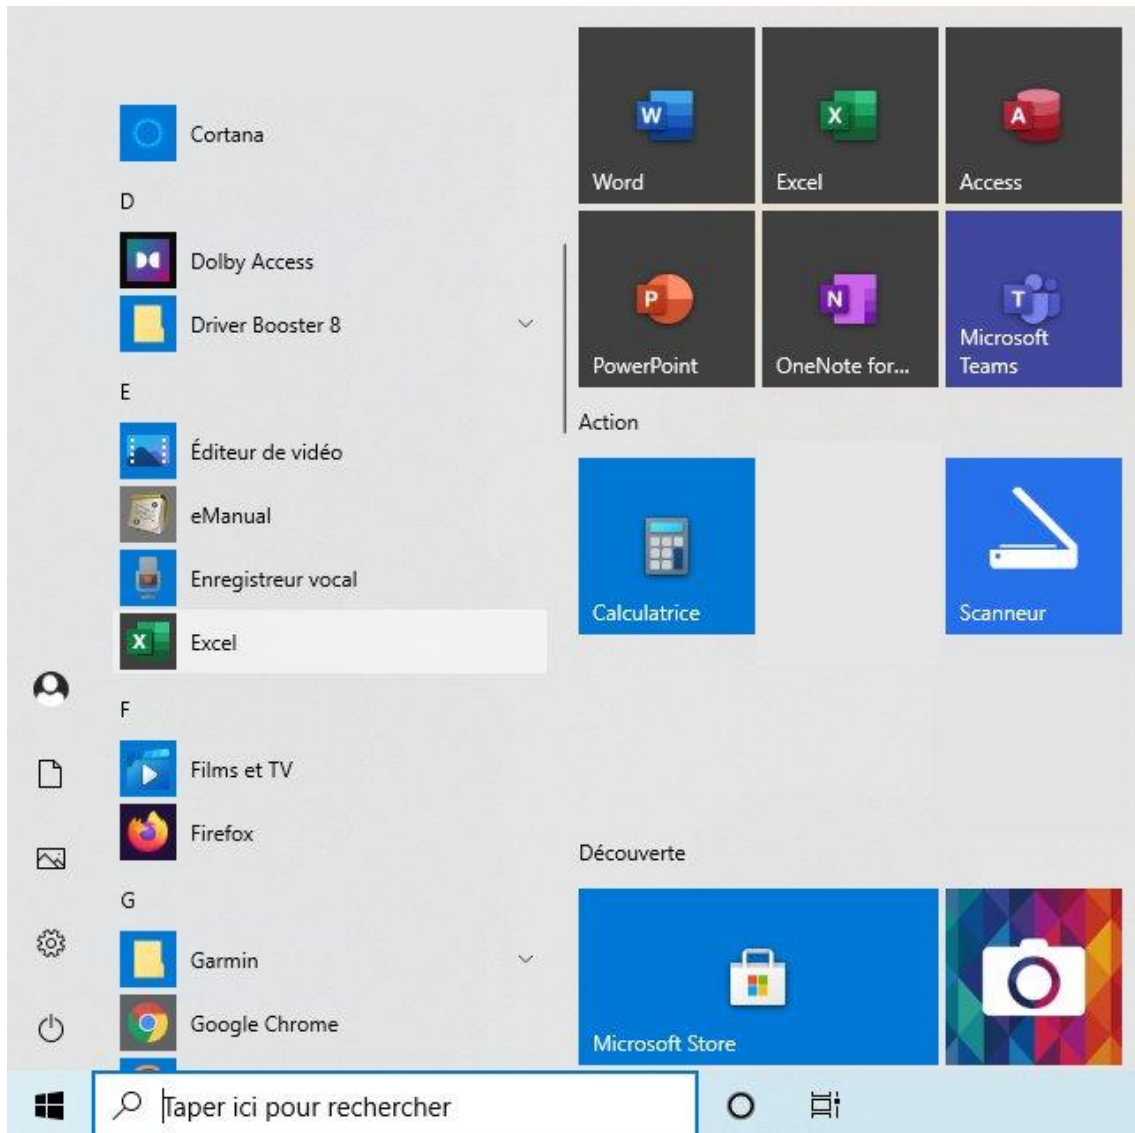 Cortana
D
Dolby Access
Driver Booster 8
E
Éditeur de vidéo
eManual
Enregistreur vocal
Excel
F
Films et TV
Firefox
G
Garmin
Google Chrome
Word
Excel
Access
PowerPoint
OneNote for...
Microsoft
Teams
Action
Calculatrice
Scanneur
Découverte
Microsoft Store
Taper ici pour rechercher